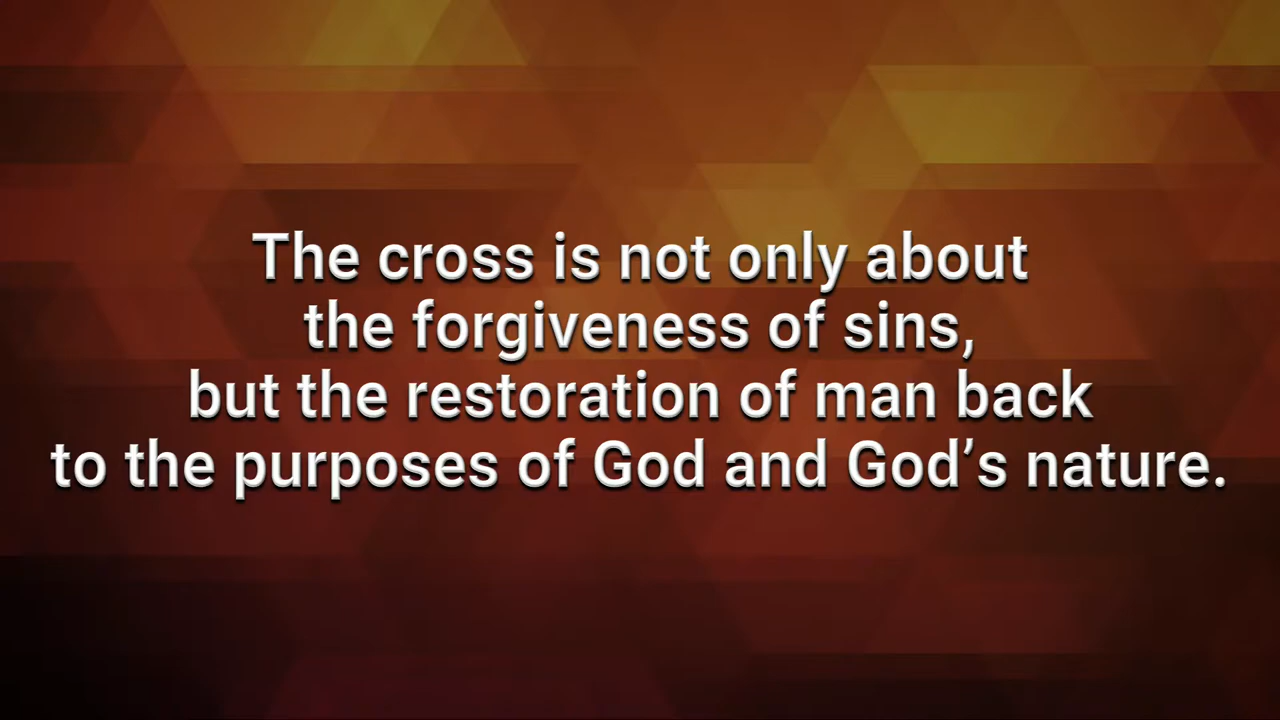 The cross is not only about
the forgiveness of sins,
but the restoration of man back
to the purposes of God and God’s nature.